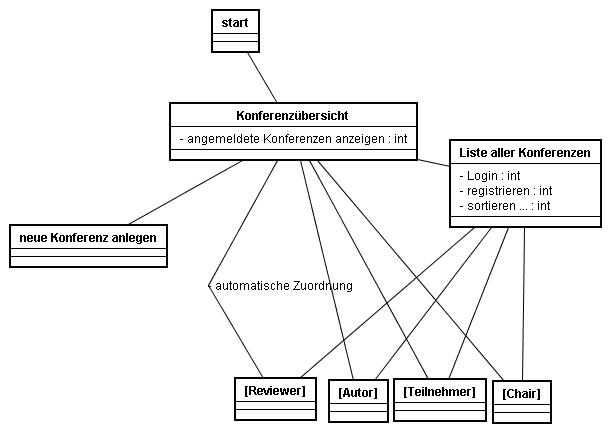 start
Konferenzübersicht
- angemeldete Konferenzen anzeigen : int
Liste aller Konferenzen
- Login : int
- registrieren : int
- sortieren ... : int
neue Konferenz anlegen
- automatische Zuordnung
[Reviewer]
[Autor]
[Teilnehmer]
[Chair]